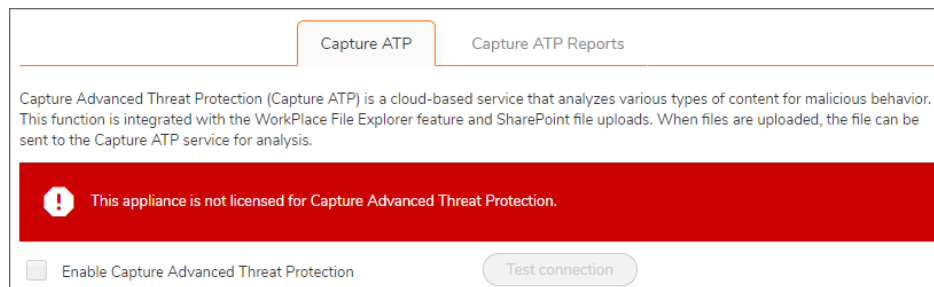 Capture ATP Capture ATP Reports
Capture Advanced Threat Protection (Capture ATP) is a cloud-based service that analyzes various types of content for malicious behavior.
This function is integrated with the WorkPlace File Explorer feature and SharePoint file uploads. When files are uploaded, the file can be
sent to the Capture ATP service for analysis.
This appliance is not licensed for Capture Advanced Threat Protection.
Enable Capture Advanced Threat Protection Test connection